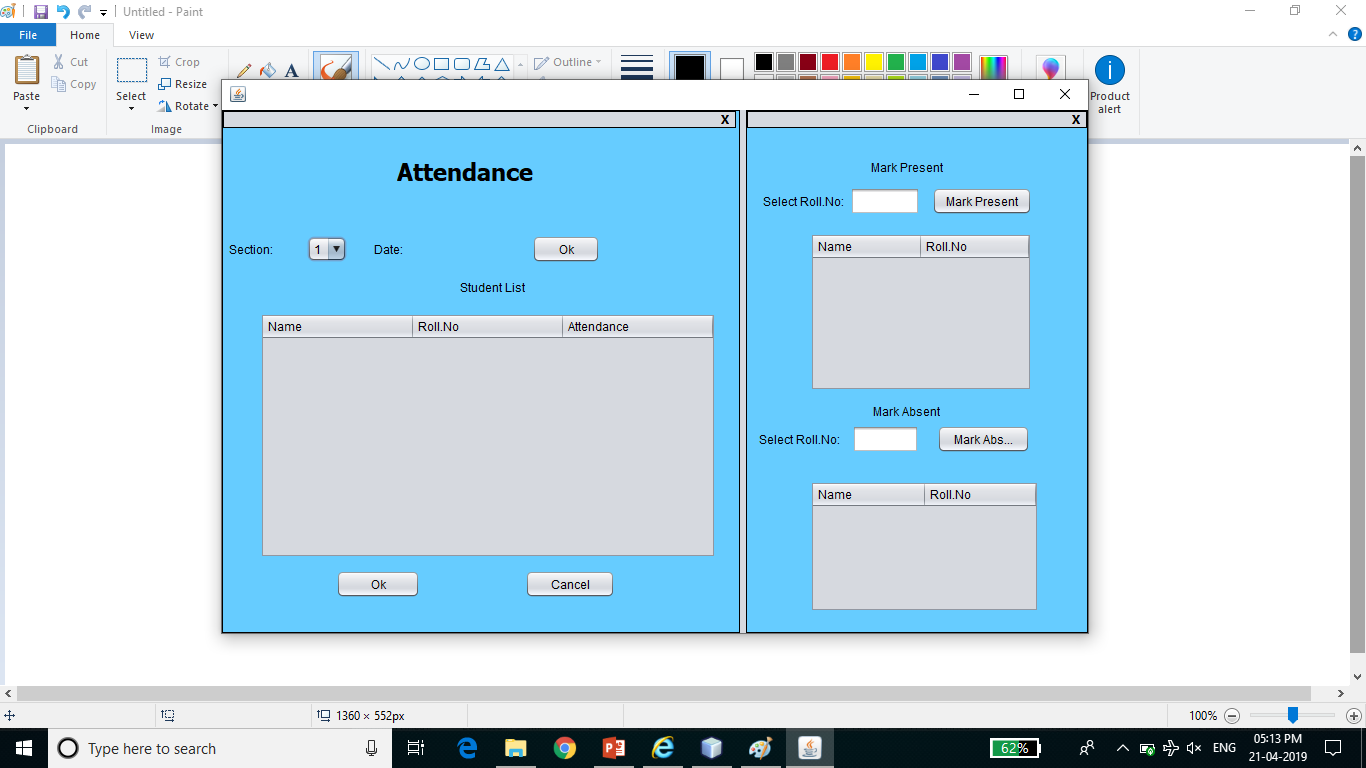 Untitled - Paint
File Home View
Paste
Cut
Copy
Clipboard
Select
Crop
Resize
Rotate
Image
A
Outline
Product
alert
X
Attendance
Section: 1 Date: Ok
Student List
Name Roll.No Attendance
Ok Cancel
X
Mark Present
Select Roll.No: Mark Present
Name Roll.No
Mark Absent
Select Roll.No: Mark Abs...
Name Roll.No
1360 × 552px 100%
Type here to search
62%
ENG
05:13 PM
21-04-2019